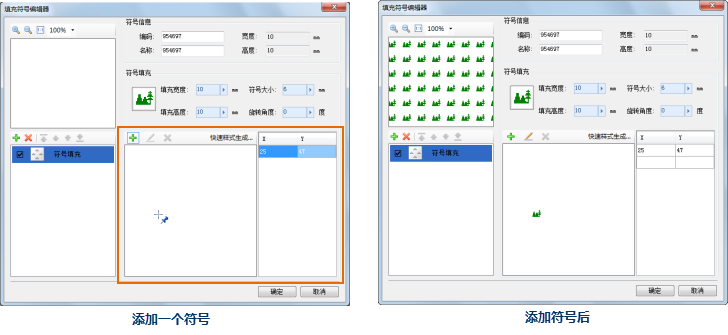 填充符号编辑器
100%
符号信息
编码: 954697 宽度: 10 mm
名称: 954697 高度: 10 mm
符号填充
填充宽度: 10 mm 符号大小: 6 mm
填充高度: 10 mm 旋转角度: 0 度
符号填充
快速样式生成...
X Y
25 47
确定 取消
添加一个符号
填充符号编辑器
100%
符号信息
编码: 954697 宽度: 10 mm
名称: 954697 高度: 10 mm
符号填充
填充宽度: 10 mm 符号大小: 6 mm
填充高度: 10 mm 旋转角度: 0 度
符号填充
快速样式生成...
X Y
25 47
确定 取消
添加符号后